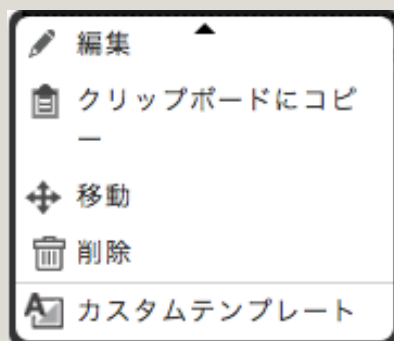 編集
クリップボードにコピ
ー
移動
削除
カスタムテンプレート